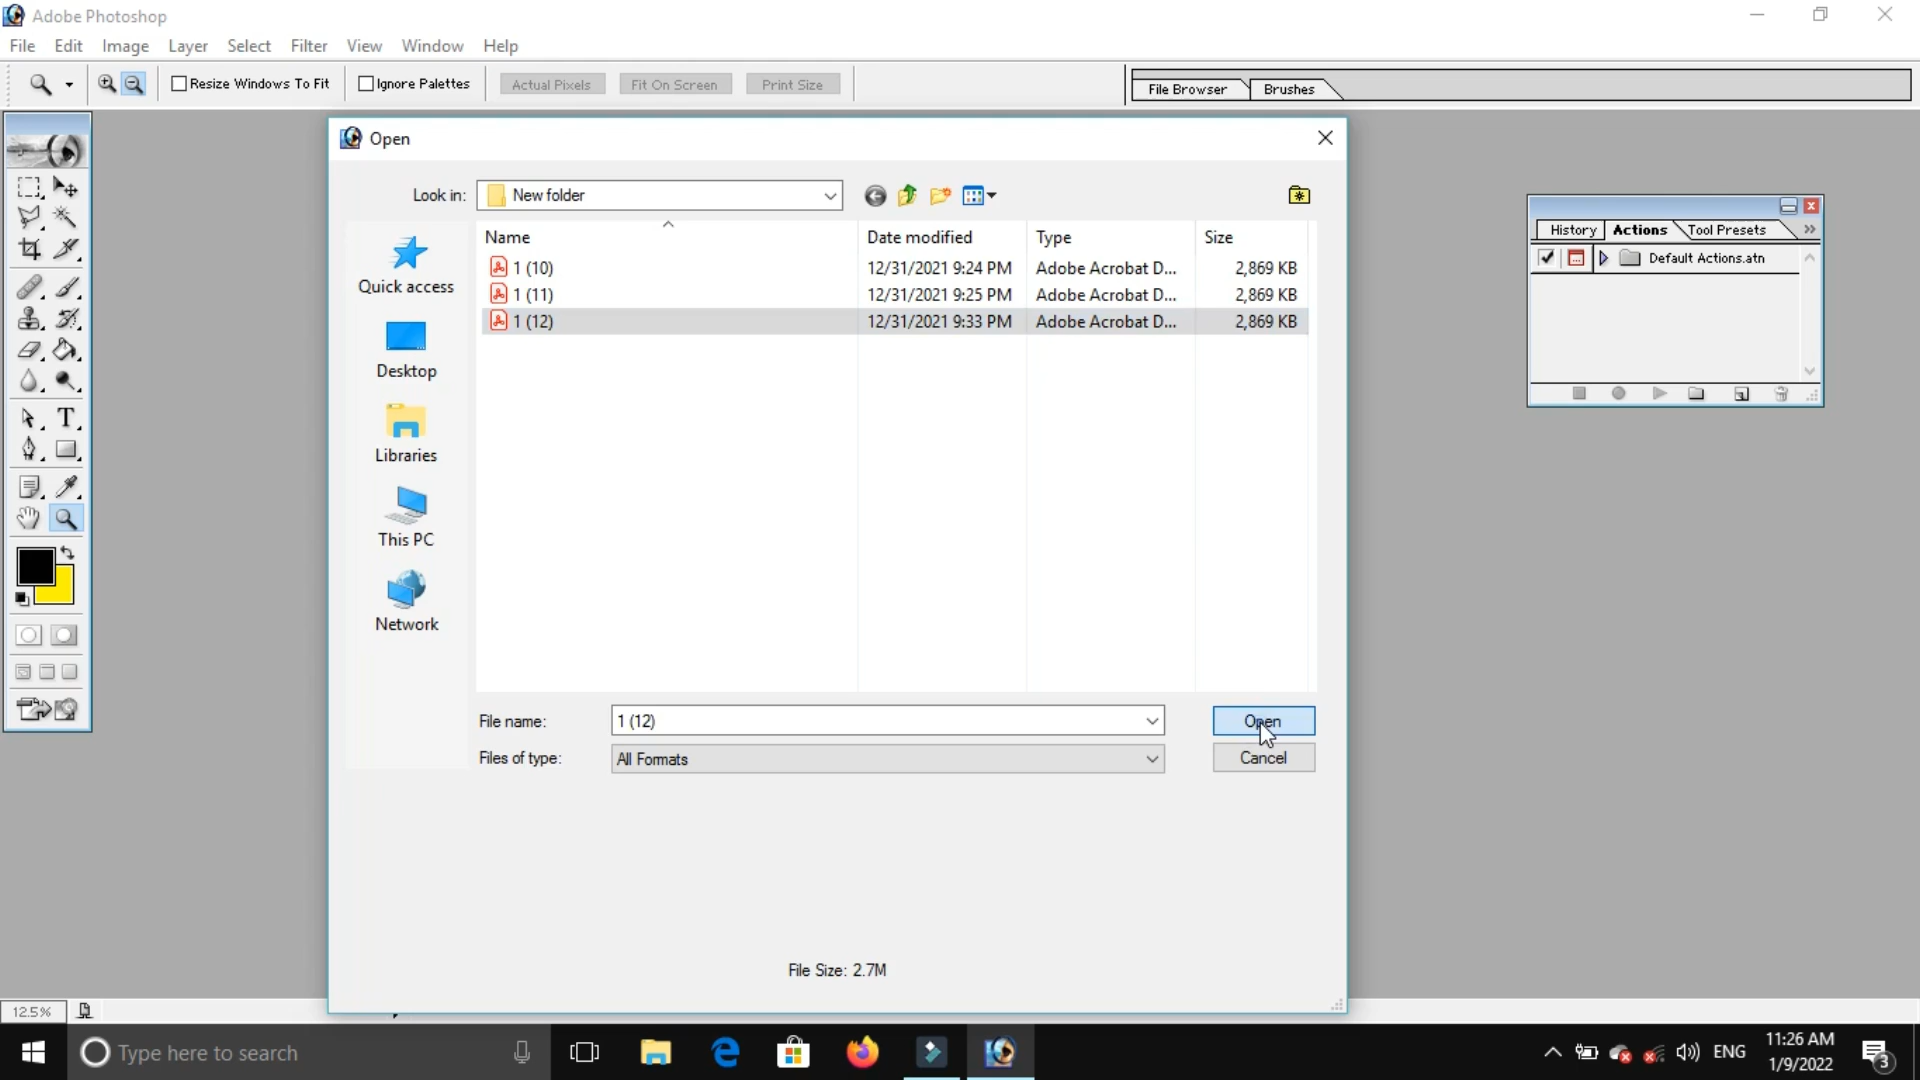 Adobe Photoshop
File Edit Image Layer Select Filter View Window Help
Resize Windows To Fit Ignore Palettes Actual Pixels Fit On Screen Print Size File Browser Brushes
Open
Look in: New folder
Name Date modified Type Size
1 (10) 12/31/2021 9:24 PM Adobe Acrobat D... 2,869 KB
1 (11) 12/31/2021 9:25 PM Adobe Acrobat D... 2,869 KB
1 (12) 12/31/2021 9:33 PM Adobe Acrobat D... 2,869 KB
Quick access
Desktop
Libraries
This PC
Network
File name: 1 (12) Open
Files of type: All Formats Cancel
File Size: 2.7M
History Actions Tool Presets
Default Actions.atn
T
12.5%
Type here to search
ENG
11:26 AM
1/9/2022
3